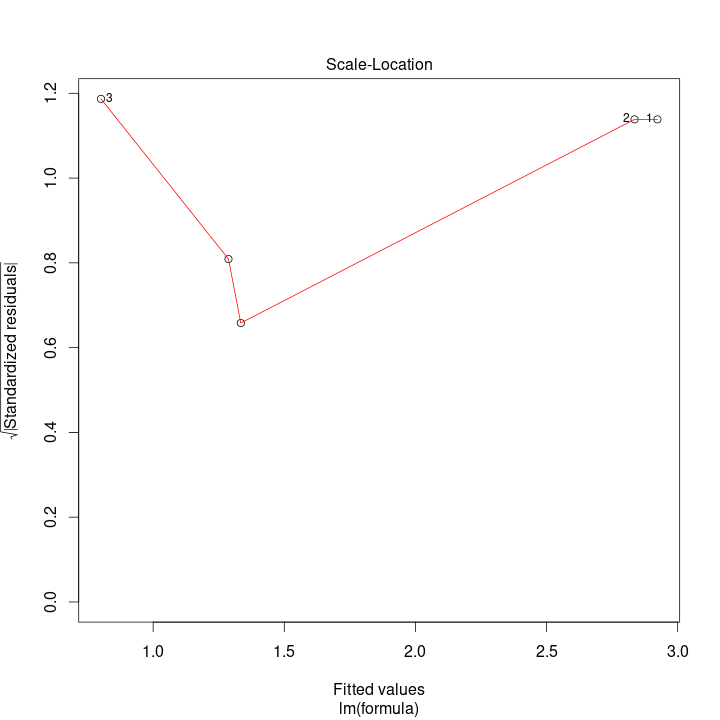 Scale-Location
√|Standardized residuals|
1.2
1.0
0.8
0.6
0.4
0.2
0.0
3
2
1
1.0 1.5 2.0 2.5 3.0
Fitted values
lm(formula)